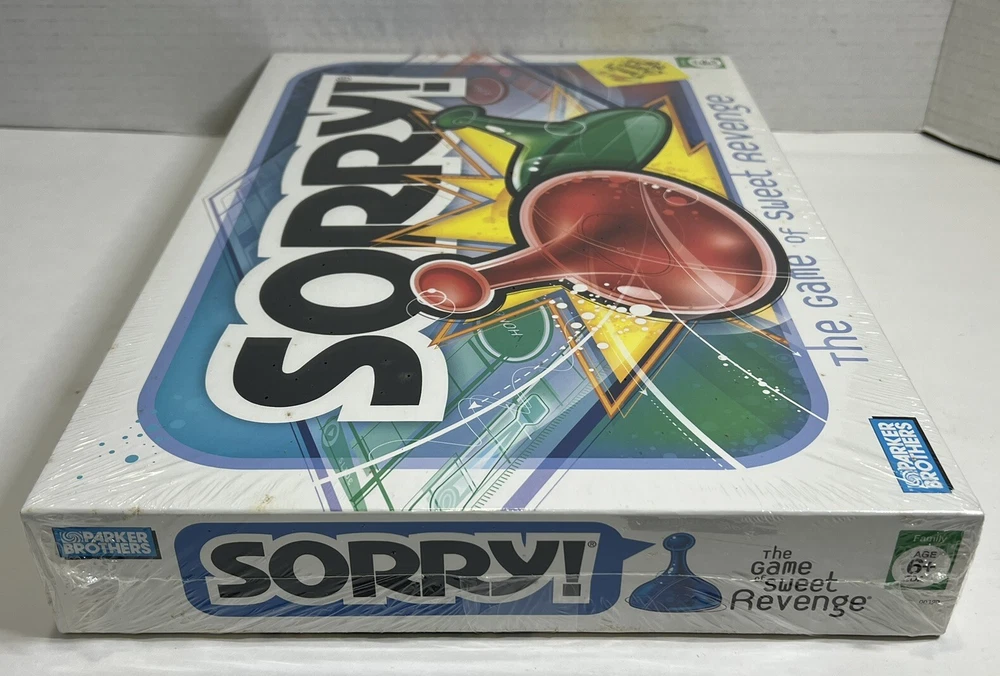 SORRY!®
The Game of Sweet Revenge
PARKER
BROTHERS
PARKER
BROTHERS
SORRY!®
The
Game
of Sweet
Revenge®
Family
AGE
6+